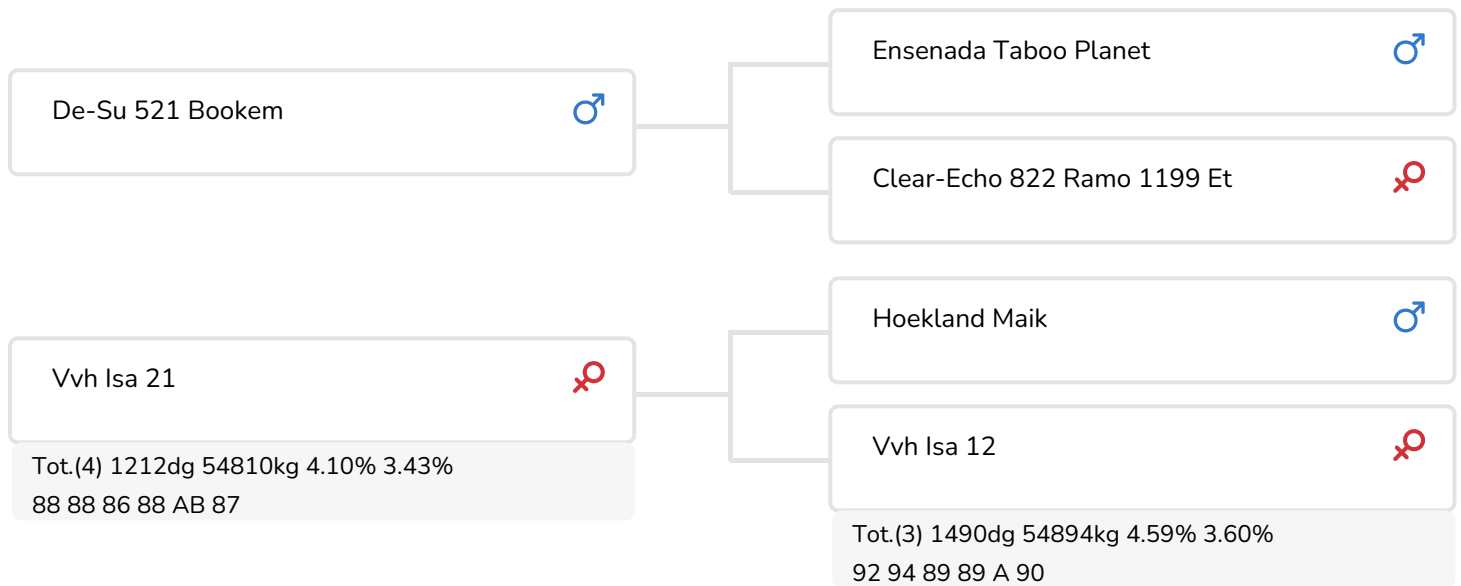 De-Su 521 Bookem
Ensenada Taboo Planet
Clear-Echo 822 Ramo 1199 Et
Vvh Isa 21
Tot.(4) 1212dg 54810kg 4.10% 3.43%
88 88 86 88 AB 87
Hoekland Maik
Vvh Isa 12
Tot.(3) 1490dg 54894kg 4.59% 3.60%
92 94 89 89 A 90